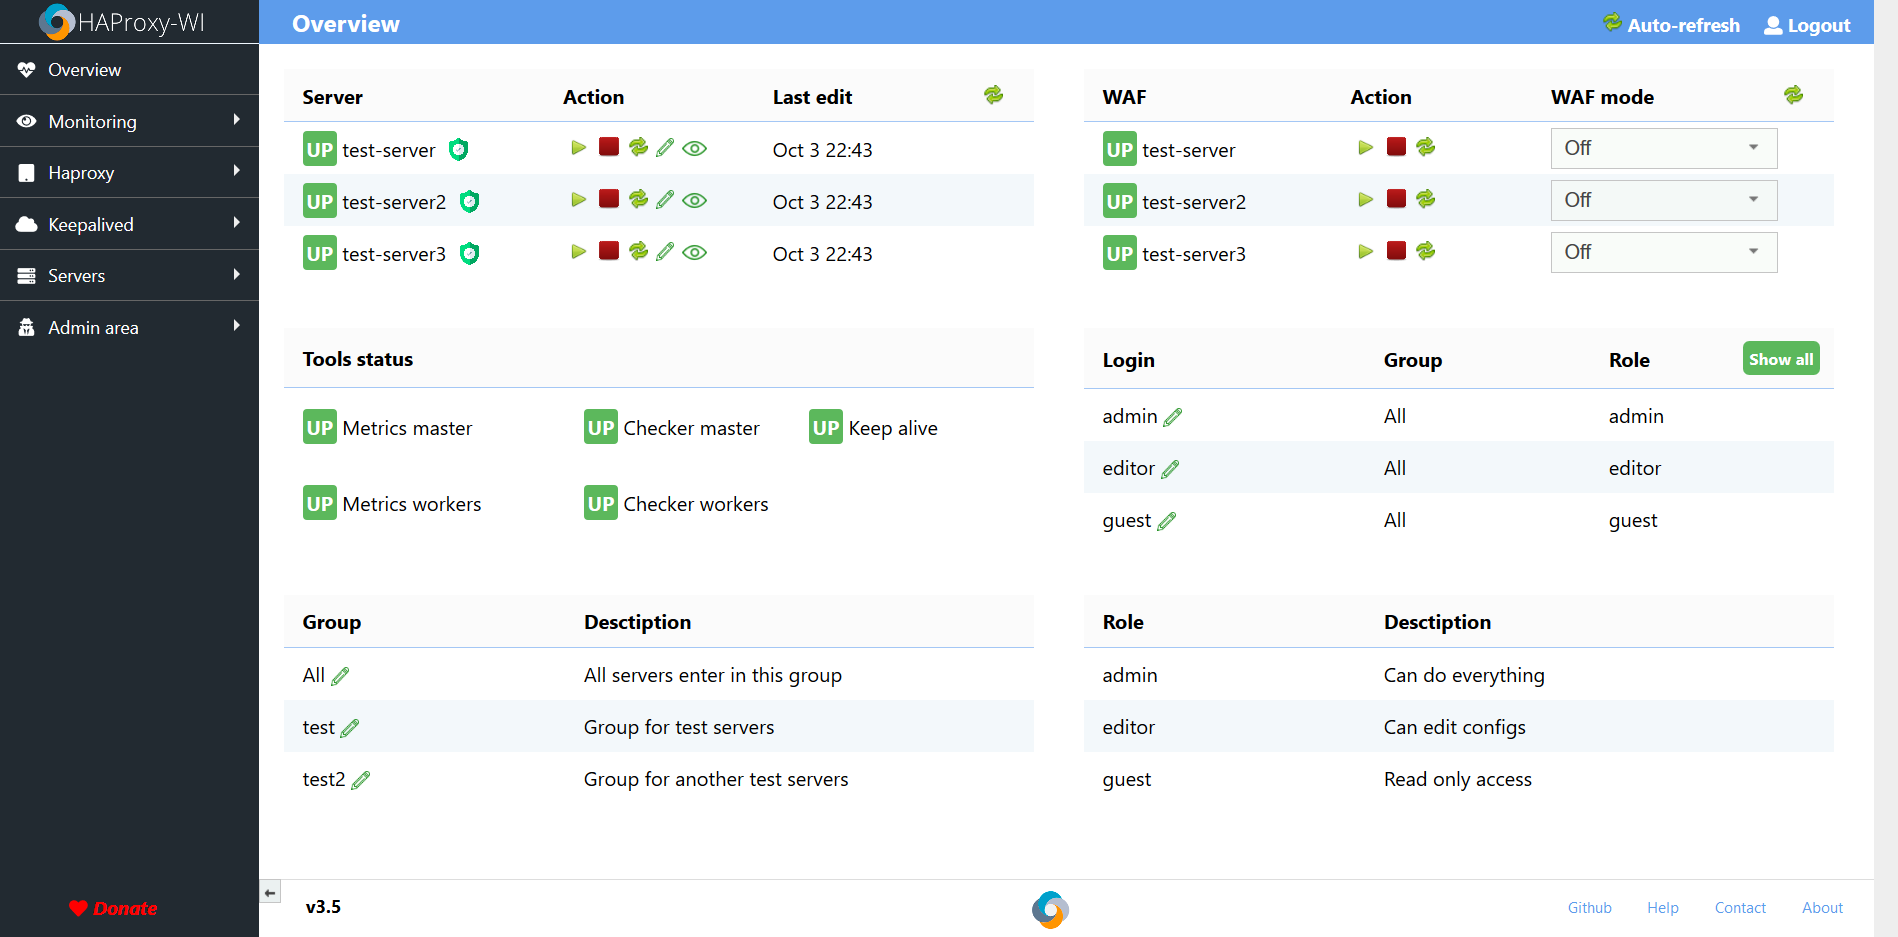 HAProxy-WI
Overview
Auto-refresh
Logout
Overview
Monitoring
Haproxy
Keepalived
Servers
Admin area
Donate
Server Action Last edit
UP test-server Oct 3 22:43
UP test-server2 Oct 3 22:43
UP test-server3 Oct 3 22:43
WAF Action WAF mode
UP test-server Off
UP test-server2 Off
UP test-server3 Off
Tools status
UP Metrics master UP Checker master UP Keep alive
UP Metrics workers UP Checker workers
Login Group Role Show all
admin All admin
editor All editor
guest All guest
Group Desctiption
All All servers enter in this group
test Group for test servers
test2 Group for another test servers
Role Desctiption
admin Can do everything
editor Can edit configs
guest Read only access
v3.5
Github Help Contact About